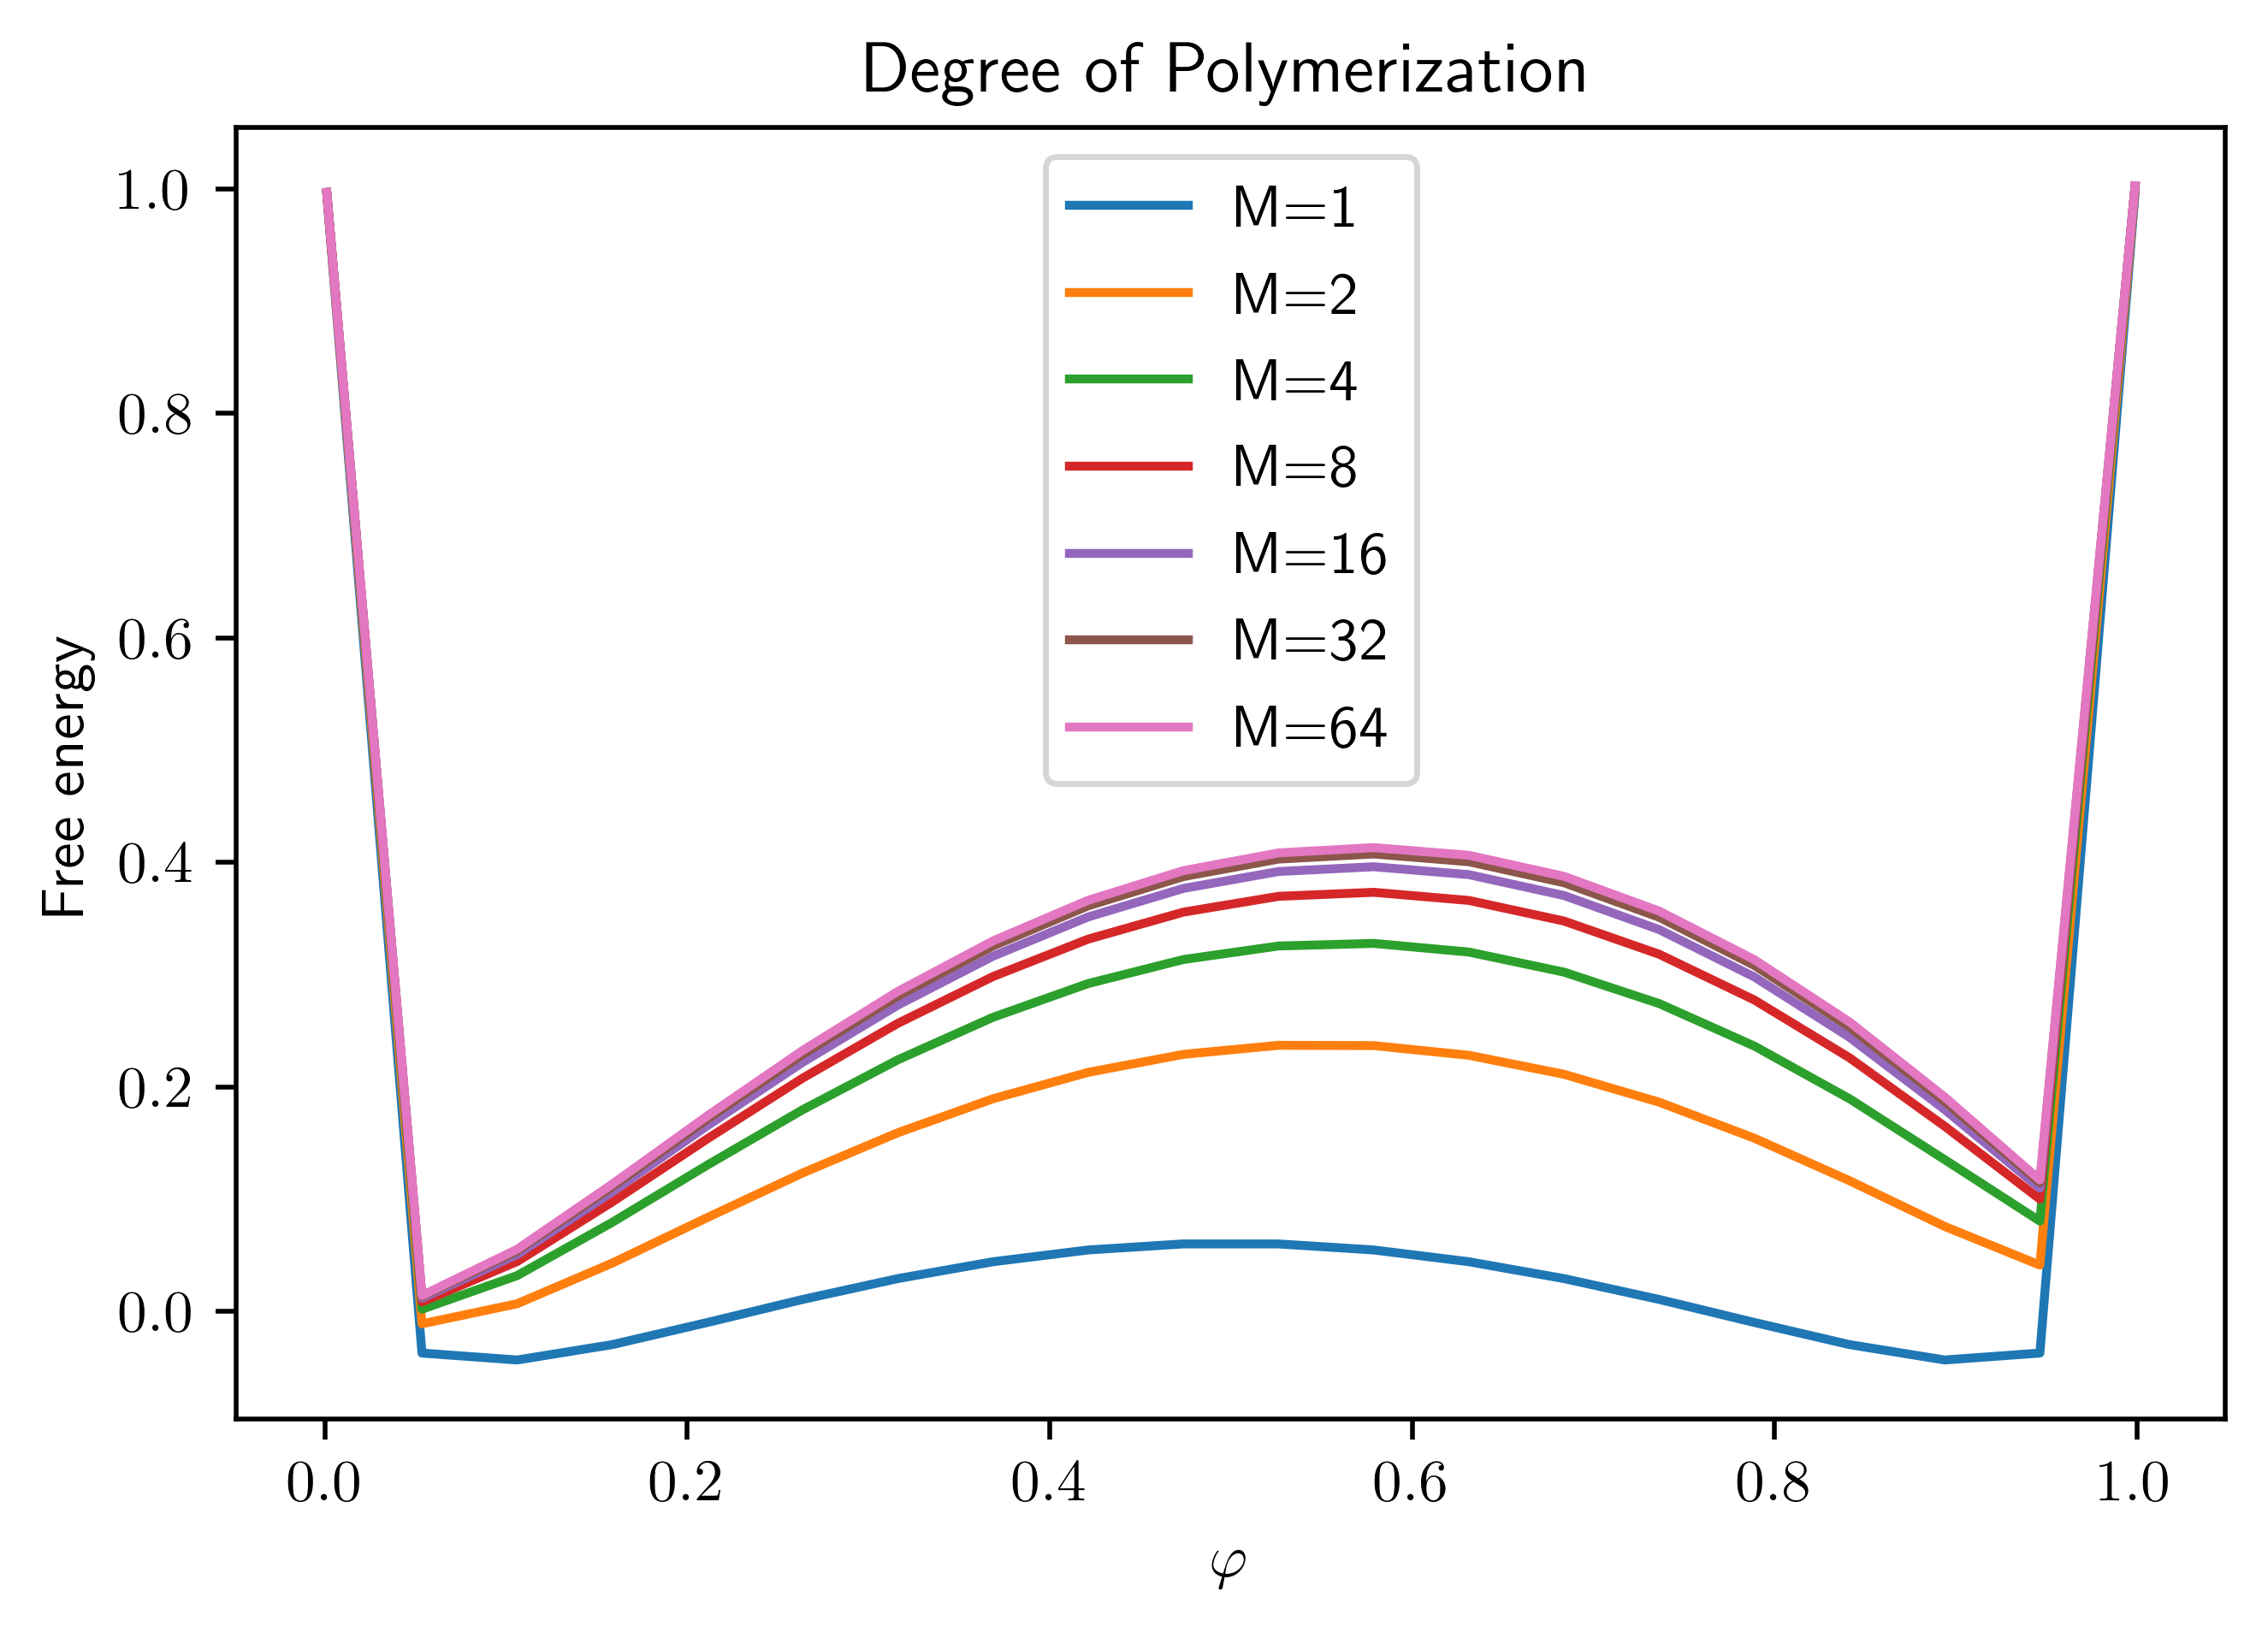 Degree of Polymerization
1.0
0.8
0.6
0.4
0.2
0.0
Free energy
M=1
M=2
M=4
M=8
M=16
M=32
M=64
0.0 0.2 0.4 0.6 0.8 1.0
φ